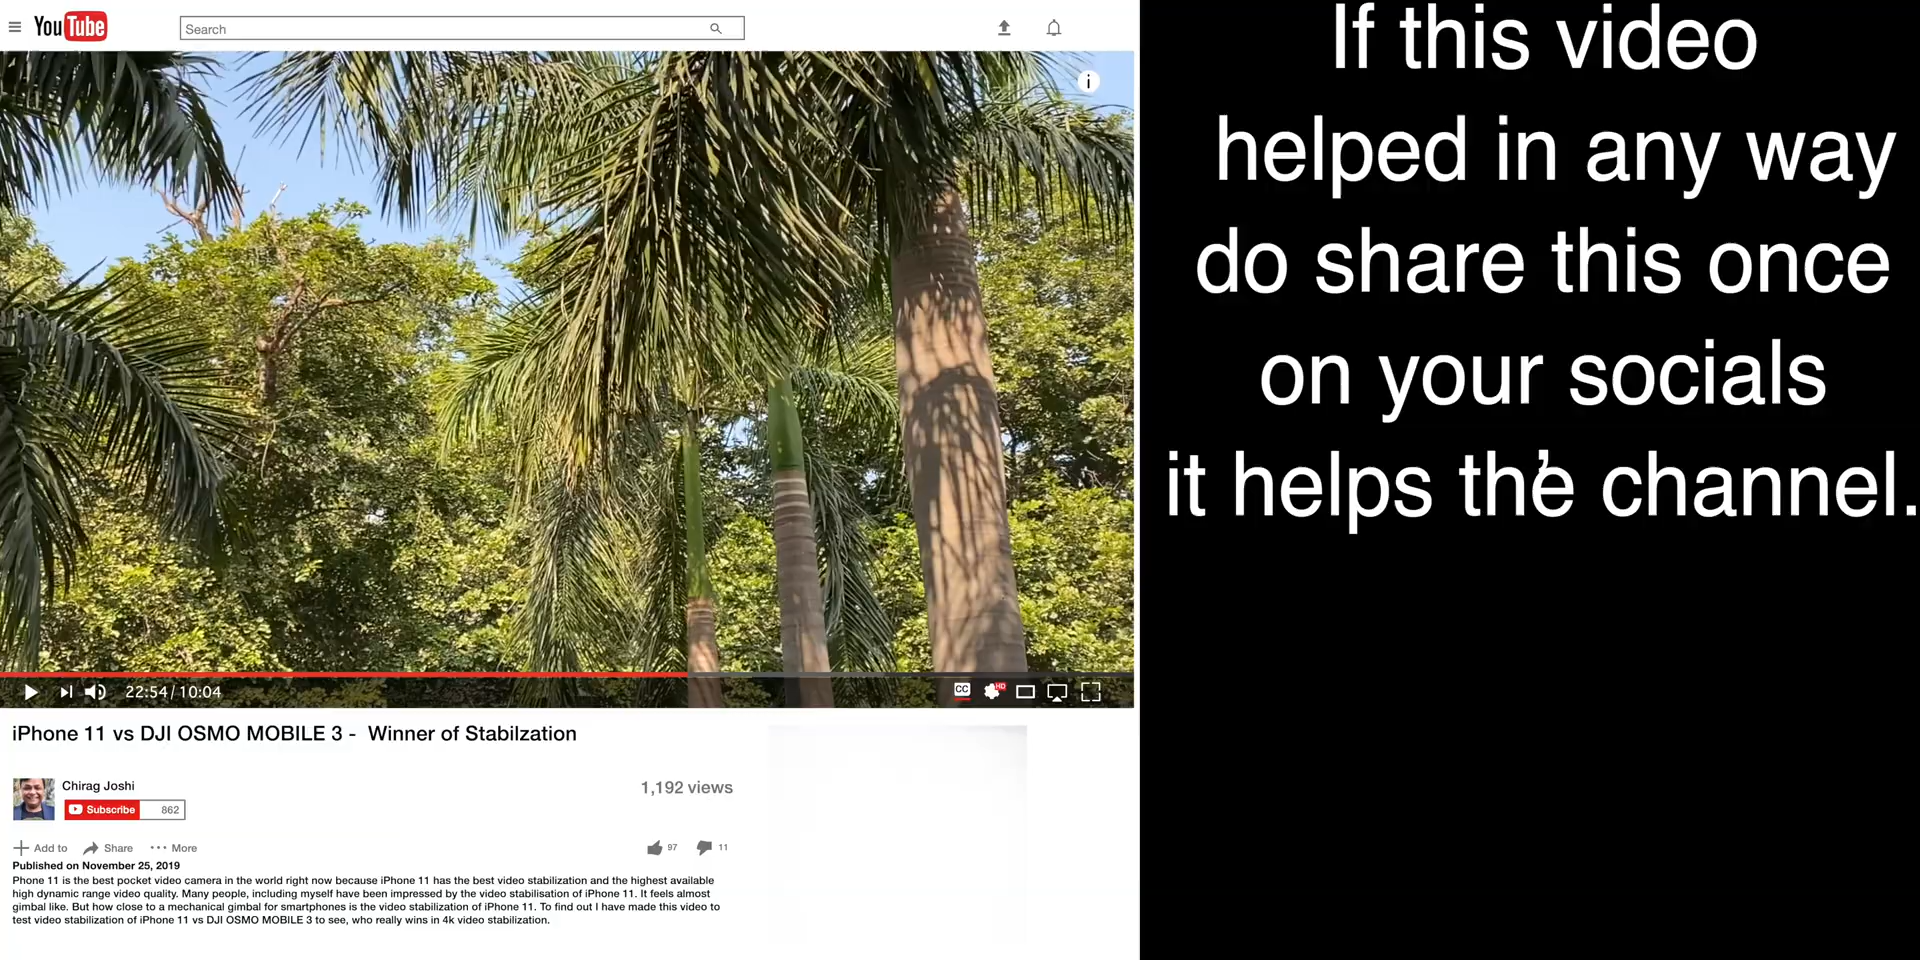 YouTube
Search
i
22:54 / 10:04
CC
HD
iPhone 11 vs DJI OSMO MOBILE 3 - Winner of Stabilzation
Chirag Joshi
1,192 views
Subscribe 862
Add to Share More
97 11
Published on November 25, 2019
Phone 11 is the best pocket video camera in the world right now because iPhone 11 has the best video stabilization and the highest available
high dynamic range video quality. Many people, including myself have been impressed by the video stabilisation of iPhone 11. It feels almost
gimbal like. But how close to a mechanical gimbal for smartphones is the video stabilization of iPhone 11. To find out I have made this video to
test video stabilization of iPhone 11 vs DJI OSMO MOBILE 3 to see, who really wins in 4k video stabilization.
If this video
helped in any way
do share this once
on your socials
,
it helps the channel.